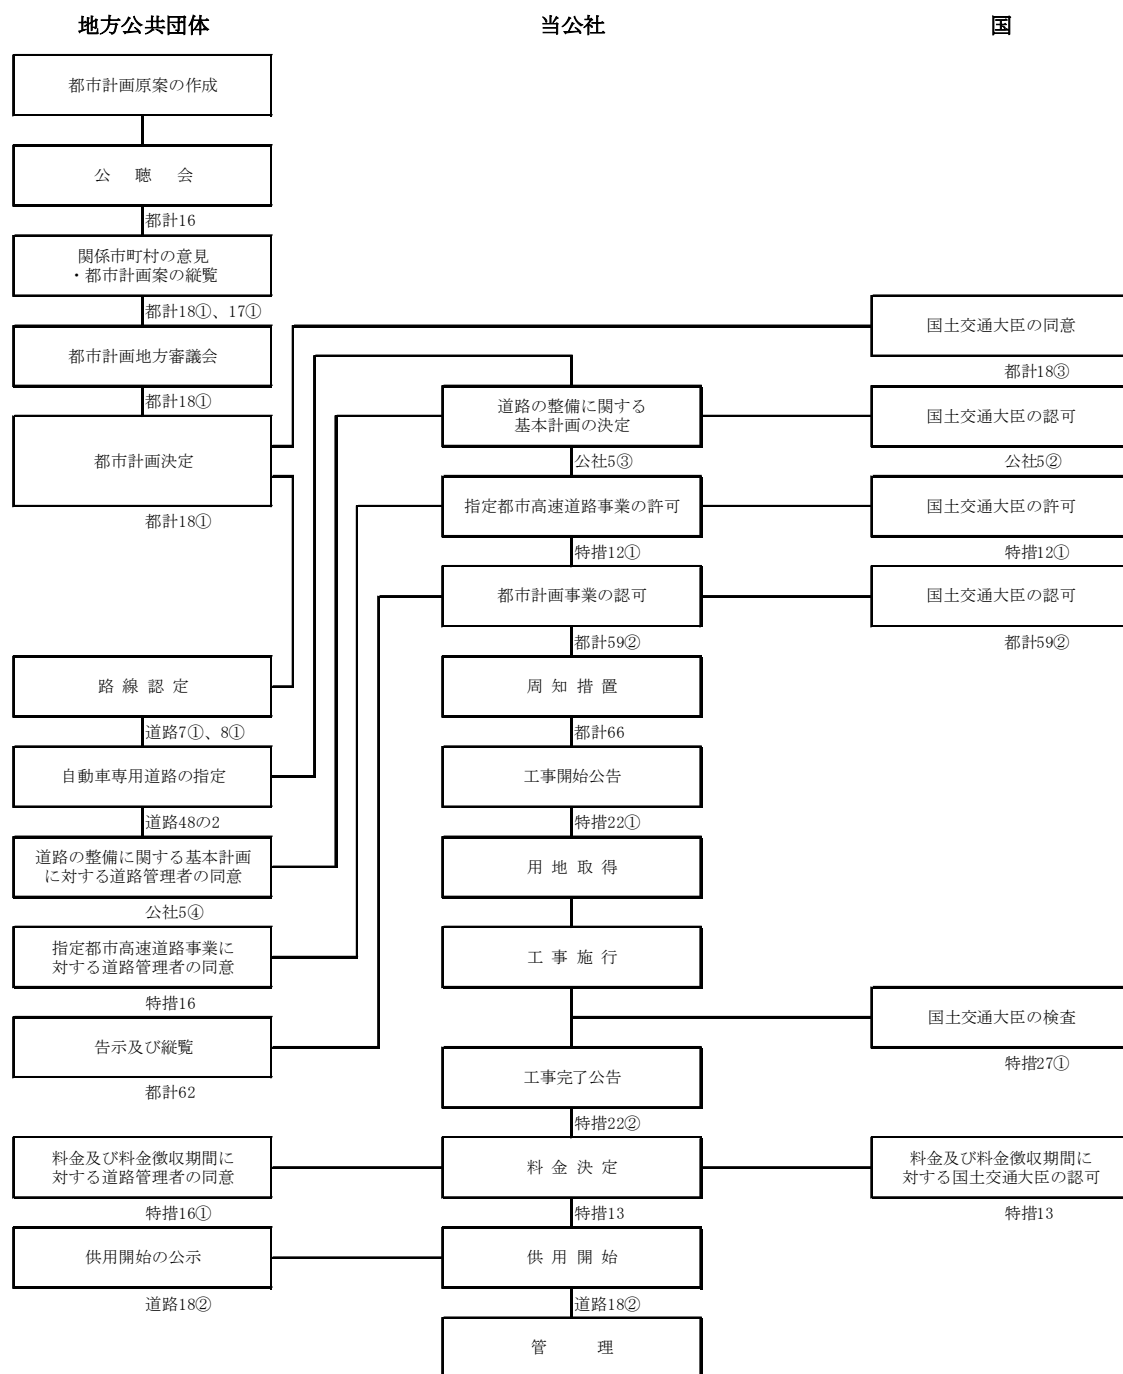 地方公共団体
当公社
国
都市計画原案の作成
公 聴 会
都計16
関係市町村の意見
・都市計画案の縦覧
都計18①、17①
都市計画地方審議会
都計18①
都市計画決定
都計18①
路 線 認 定
道路7①、8①
自動車専用道路の指定
道路48の2
道路の整備に関する基本計画
に対する道路管理者の同意
公社5④
指定都市高速道路事業に
対する道路管理者の同意
特措16
告示及び縦覧
都計62
料金及び料金徴収期間に
対する道路管理者の同意
特措16①
供用開始の公示
道路18②
道路の整備に関する
基本計画の決定
公社5③
指定都市高速道路事業の許可
特措12①
都市計画事業の認可
都計59②
周 知 措 置
都計66
工事開始公告
特措22①
用 地 取 得
工 事 施 行
工事完了公告
特措22②
料 金 決 定
特措13
供 用 開 始
道路18②
管 理
国土交通大臣の同意
都計18③
国土交通大臣の認可
公社5②
国土交通大臣の許可
特措12①
国土交通大臣の認可
都計59②
国土交通大臣の検査
特措27①
料金及び料金徴収期間に
対する国土交通大臣の認可
特措13